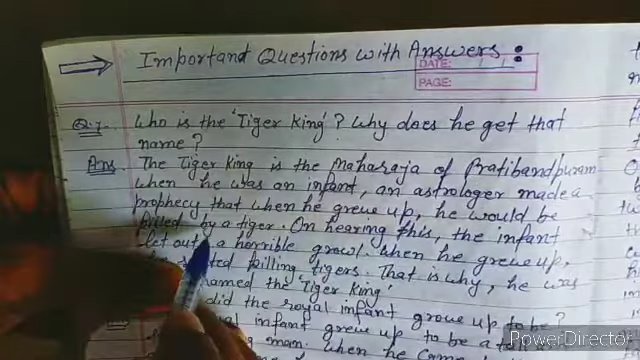 Important Questions with Answers :
DATE:
PAGE:
Q.1. Who is the 'Tiger King'? Why does he get that
name?
Ans The Tiger King is the Maharaja of Pratibandpuram
when he was an infant, an astrologer made a
prophecy that when he grew up, he would be
killed by a tiger. On hearing this, the infant
let out a horrible growl. When he grew up,
started killing tigers. That is why, he was
named the 'Tiger King'
did the royal infant grow up to be?
infant grew up to be a
man. When he came
PowerDirector